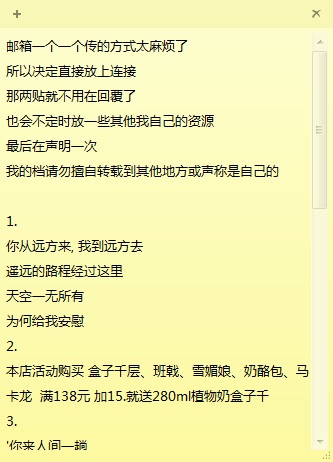 邮箱一个一个传的方式太麻烦了
所以决定直接放上连接
那两贴就不用在回覆了
也会不定时放一些其他我自己的资源
最后在声明一次
我的档请勿擅自转载到其他地方或声称是自己的
1.
你从远方来, 我到远方去
遥远的路程经过这里
天空一无所有
为何给我安慰
2.
本店活动购买 盒子千层、班戟、雪媚娘、奶酪包、马
卡龙  满138元 加15.就送280ml植物奶盒子千
3.
'你来人间一趟